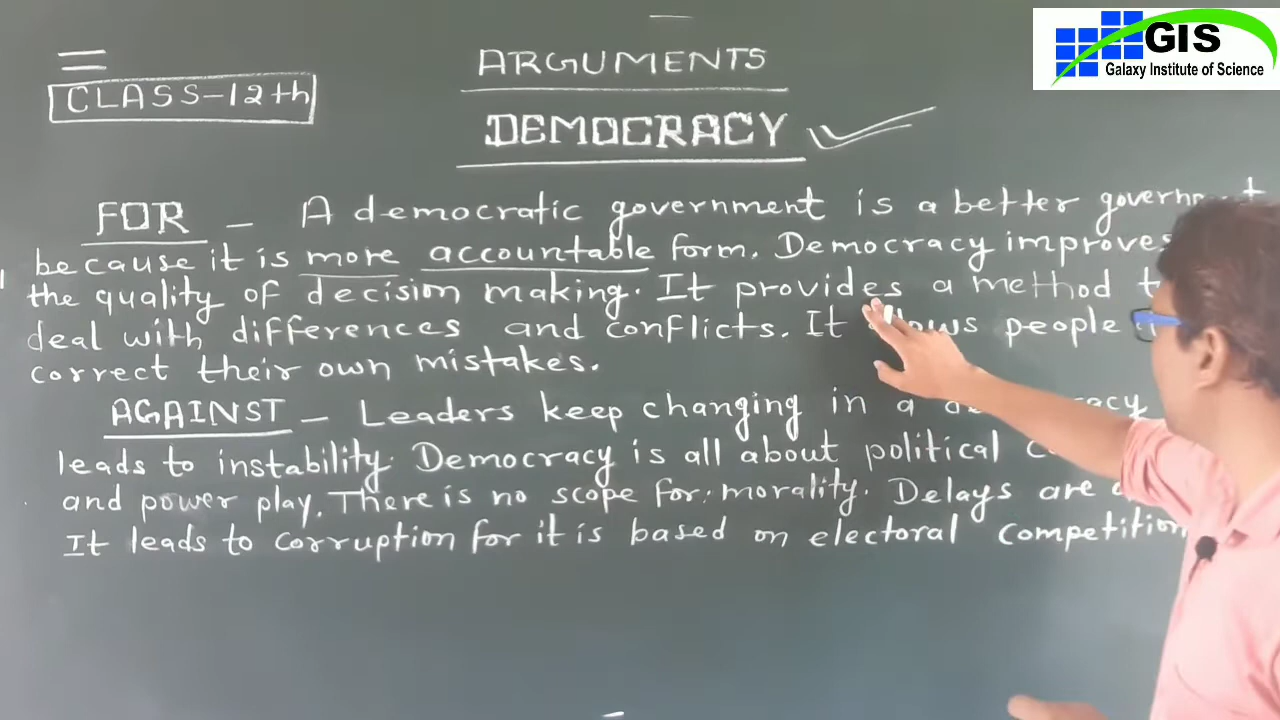 GIS
Galaxy Institute of Science
ARGUMENTS
CLASS-12th
DEMOCRACY
FOR - A democratic government is a better
because it is more accountable form. Democracy improves
the quality of decision making. It provides a method
deal with differences and conflicts. It people
correct their own mistakes.
AGAINST - Leaders keep changing in a
leads to instability. Democracy is all about political
and power play. There is no scope for morality. Delays are
It leads to corruption for it is based on electoral competition